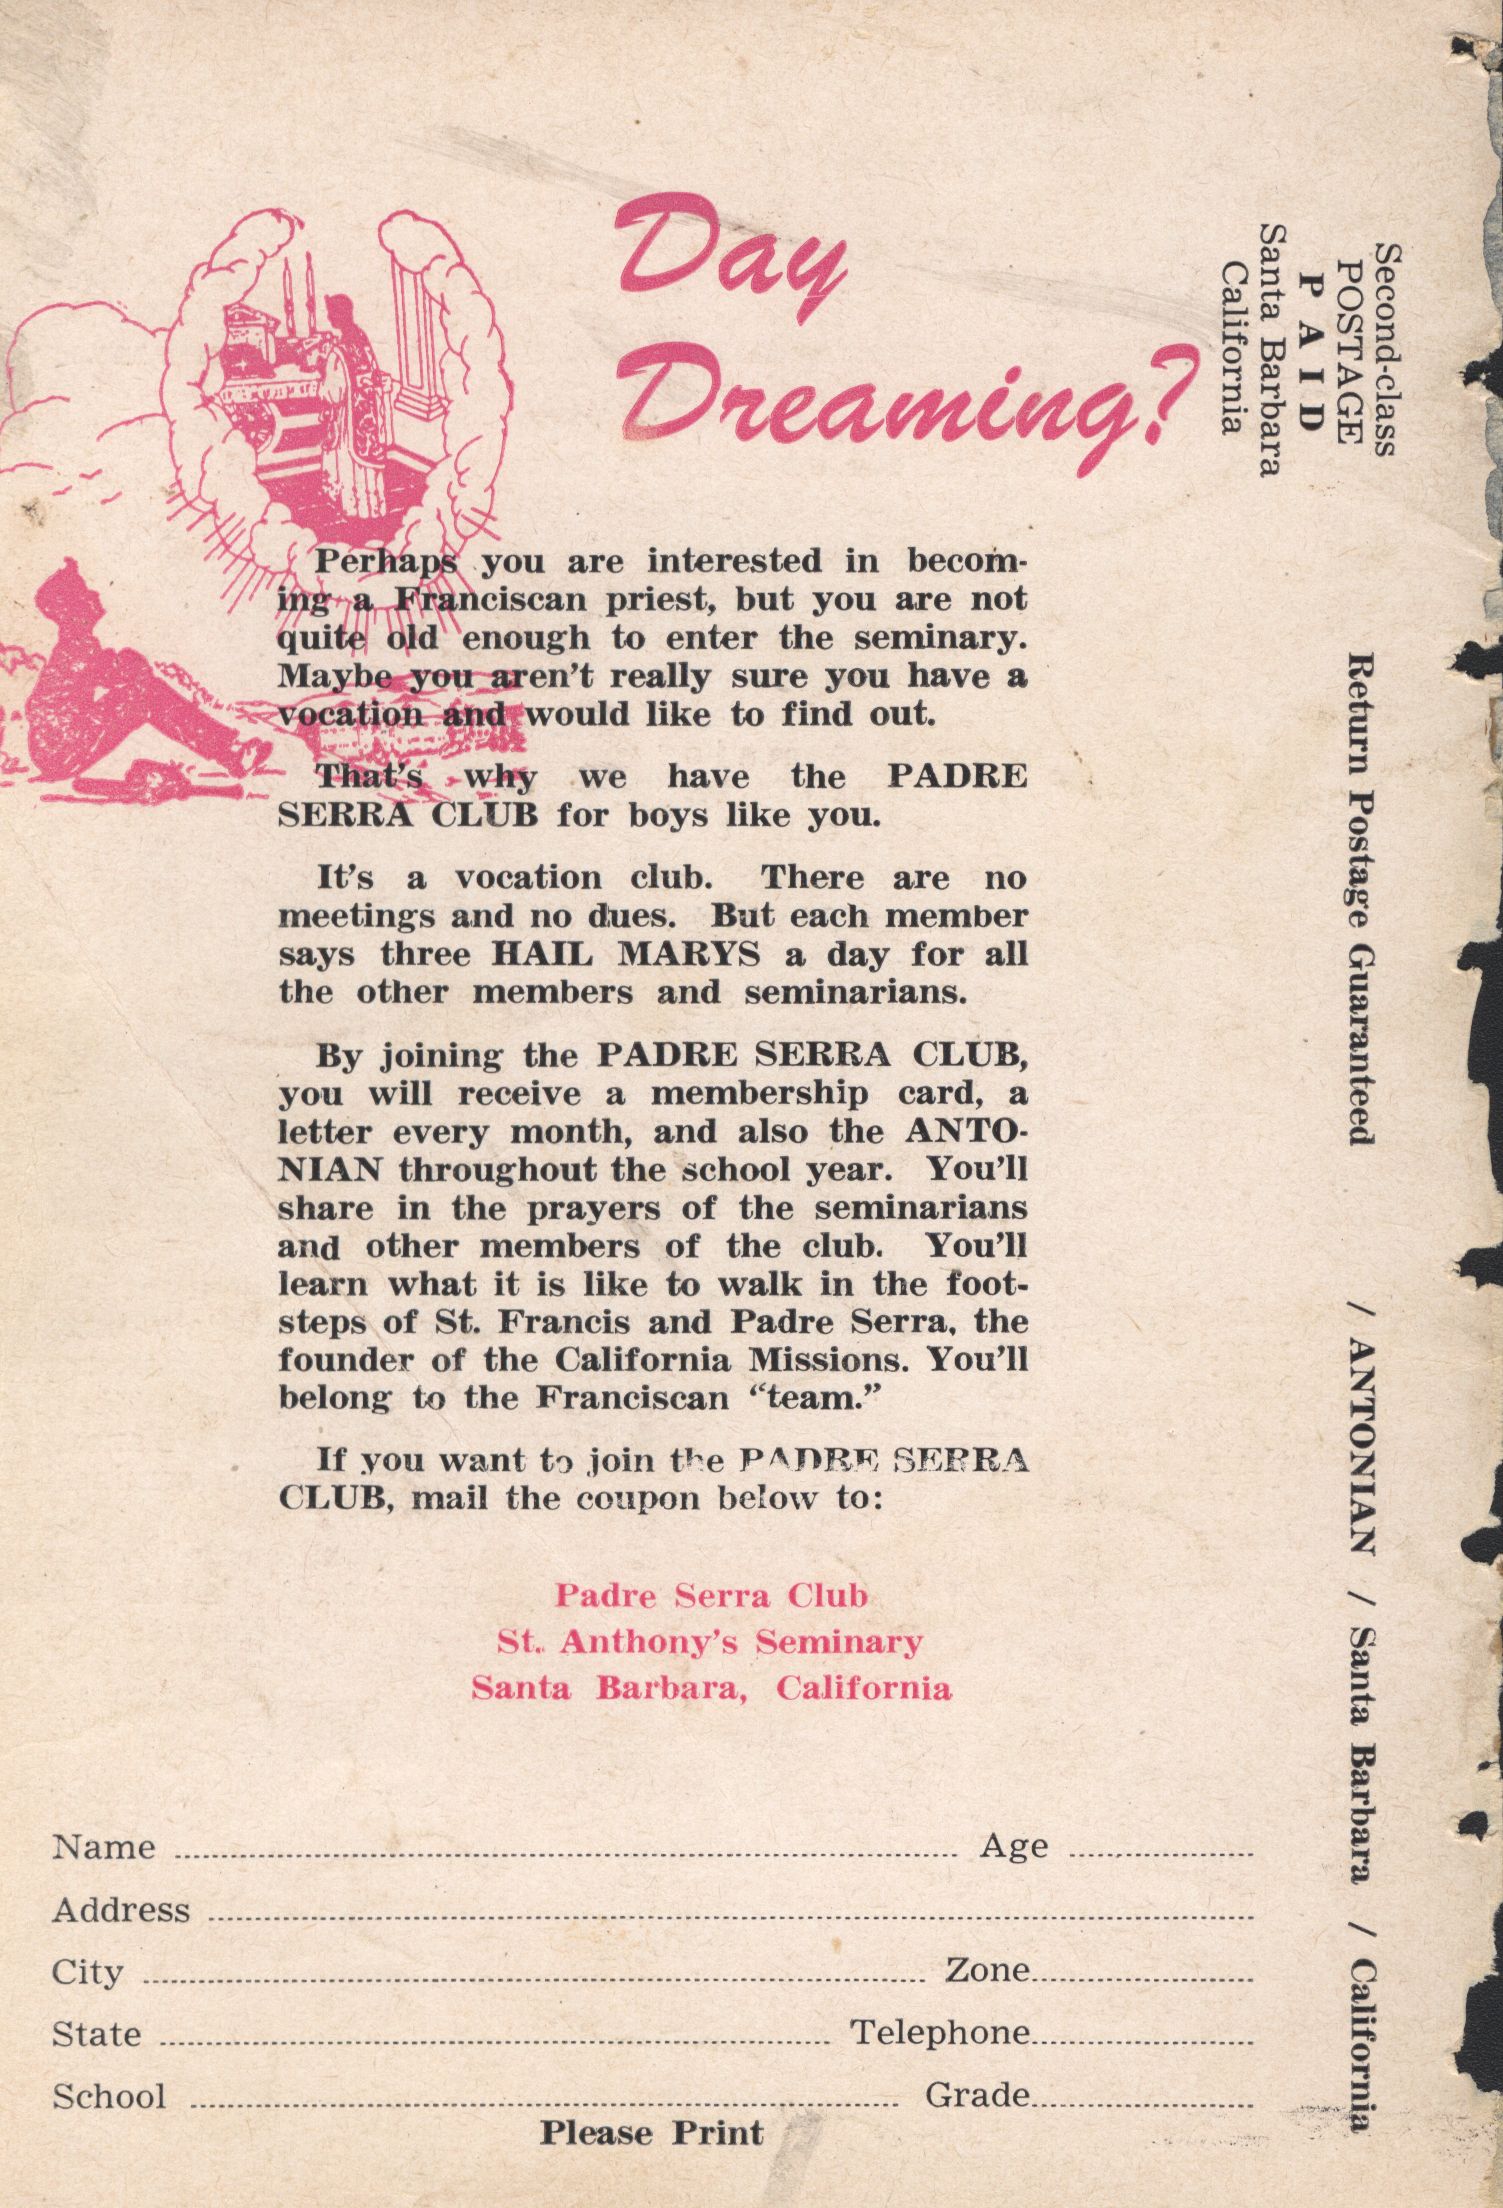 Day
Dreaming?
Perhaps you are interested in becom-
ing a Franciscan priest, but you are not
quite old enough to enter the seminary.
Maybe you aren't really sure you have a
vocation and would like to find out.
That's why we have the PADRE
SERRA CLUB for boys like you.
It's a vocation club. There are no
meetings and no dues. But each member
says three HAIL MARYS a day for all
the other members and seminarians.
By joining the PADRE SERRA CLUB,
you will receive a membership card, a
letter every month, and also the ANTO-
NIAN throughout the school year. You'll
share in the prayers of the seminarians
and other members of the club. You'll
learn what it is like to walk in the foot-
steps of St. Francis and Padre Serra, the
founder of the California Missions. You'll
belong to the Franciscan "team."
If you want to join the PADRE SERRA
CLUB, mail the coupon below to:
Padre Serra Club
St. Anthony's Seminary
Santa Barbara, California
Name Age
Address
City Zone
State Telephone
School Grade
Please Print
Second-class
POSTAGE
PAID
Santa Barbara
California
Return Postage Guaranteed / ANTONIAN / Santa Barbara / California